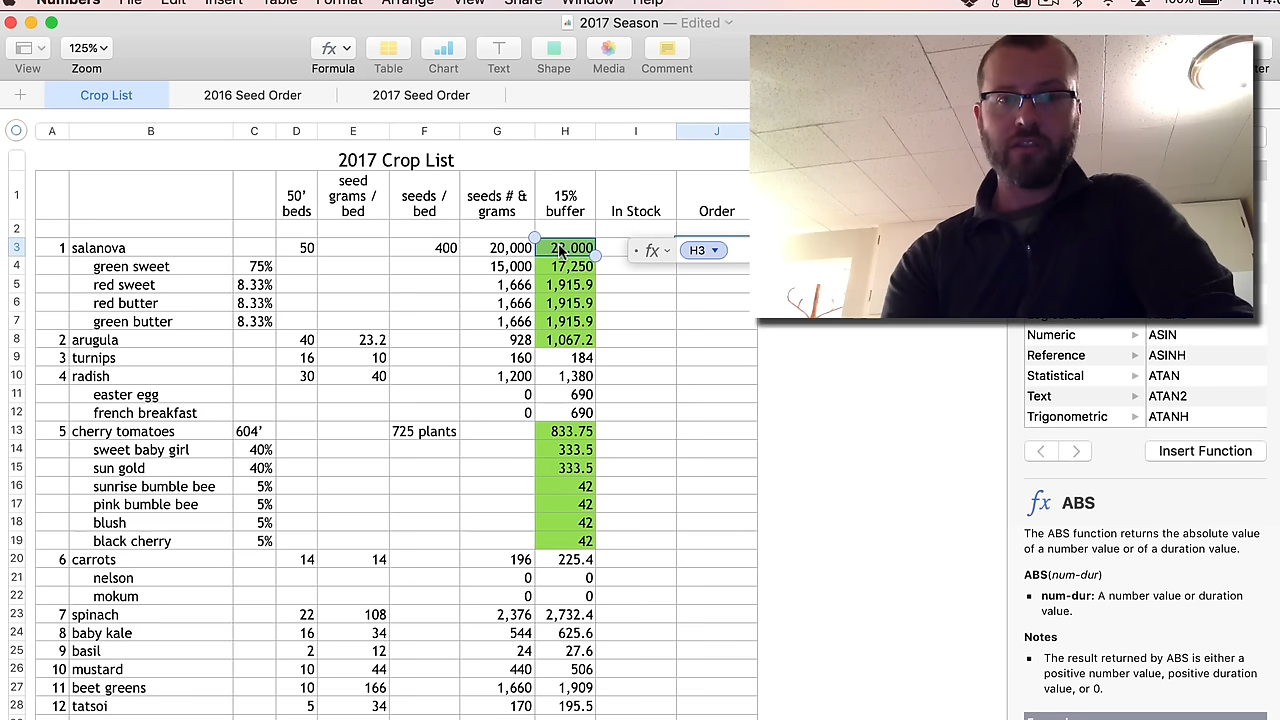 Numbers File Edit Insert Table Format Arrange View Share Window Help 100%
2017 Season — Edited
125%
View Zoom Formula Table Chart Text Shape Media Comment
Crop List 2016 Seed Order 2017 Seed Order
A B C D E F G H I J
2017 Crop List
1 50' beds seed grams / bed seeds / bed seeds # & grams 15% buffer In Stock Order
2
3 1 salanova 50 400 20,000
fx H3
4 green sweet 75% 15,000 17,250
5 red sweet 8.33% 1,666 1,915.9
6 red butter 8.33% 1,666 1,915.9
7 green butter 8.33% 1,666 1,915.9
8 2 arugula 40 23.2 928 1,067.2
9 3 turnips 16 10 160 184
10 4 radish 30 40 1,200 1,380
11 easter egg 0 690
12 french breakfast 0 690
13 5 cherry tomatoes 604' 725 plants 833.75
14 sweet baby girl 40% 333.5
15 sun gold 40% 333.5
16 sunrise bumble bee 5% 42
17 pink bumble bee 5% 42
18 blush 5% 42
19 black cherry 5% 42
20 6 carrots 14 14 196 225.4
21 nelson 0 0
22 mokum 0 0
23 7 spinach 22 108 2,376 2,732.4
24 8 baby kale 16 34 544 625.6
25 9 basil 2 12 24 27.6
26 10 mustard 10 44 440 506
27 11 beet greens 10 166 1,660 1,909
28 12 tatsoi 5 34 170 195.5
Numeric ASIN
Reference ASINH
Statistical ATAN
Text ATAN2
Trigonometric ATANH
Insert Function
fx ABS
The ABS function returns the absolute value
of a number value or of a duration value.
ABS(num-dur)
▪ num-dur: A number value or duration
value.
Notes
▪ The result returned by ABS is either a
positive number value, positive duration
value, or 0.